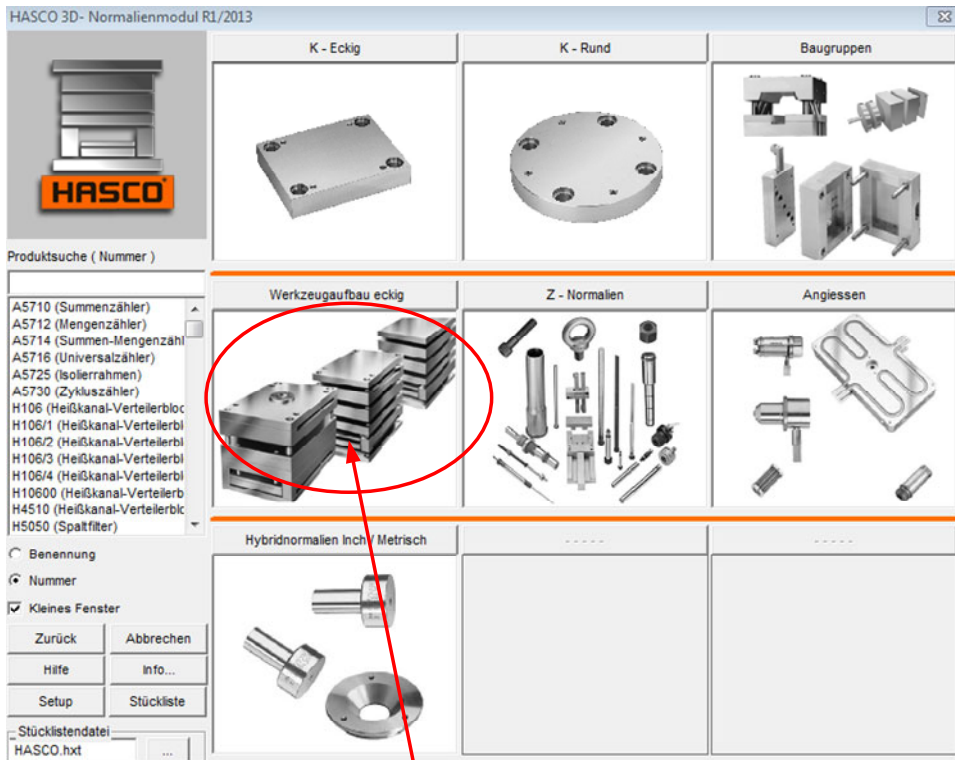 HASCO 3D- Normalienmodul R1/2013
HASCO
Produktsuche ( Nummer )
A5710 (Summenzähler)
A5712 (Mengenzähler)
A5714 (Summen-Mengenzähl
A5716 (Universalzähler)
A5725 (Isolierrahmen)
A5730 (Zykluszähler)
H106 (Heißkanal-Verteilerbloc
H106/1 (Heißkanal-Verteilerbl
H106/2 (Heißkanal-Verteilerbl
H106/3 (Heißkanal-Verteilerbl
H106/4 (Heißkanal-Verteilerbl
H10600 (Heißkanal-Verteilerb
H4510 (Heißkanal-Verteilerblc
H5050 (Spaltfilter)
Benennung
Nummer
Kleines Fenster
Zurück Abbrechen
Hilfe Info...
Setup Stückliste
Stücklistendatei
HASCO.hxt ...
K - Eckig
K - Rund
Baugruppen
Werkzeugaufbau eckig
Z - Normalien
Angiessen
Hybridnormalien Inch / Metrisch
- - - - -
- - - - -